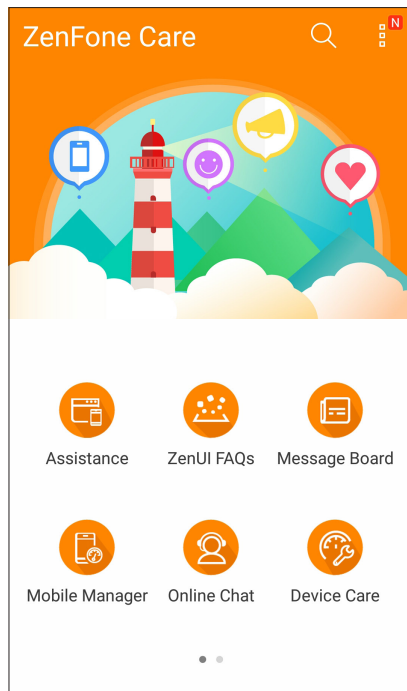 ZenFone Care
N
Assistance
ZenUI FAQs
Message Board
Mobile Manager
Online Chat
Device Care